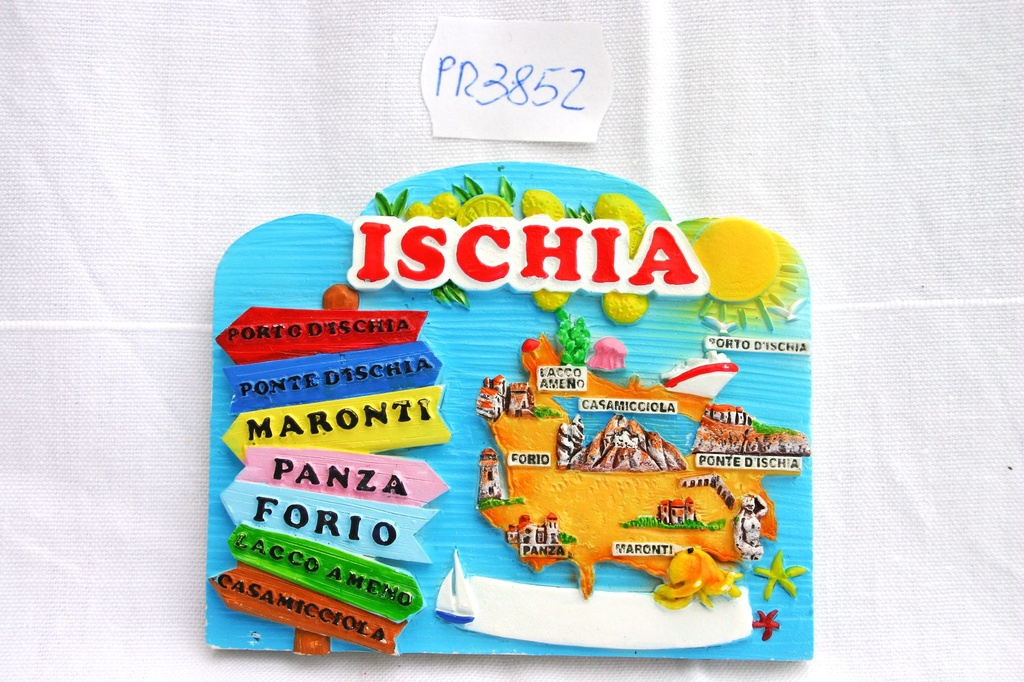 PR3852
ISCHIA
PORTO D'ISCHIA
PONTE D'ISCHIA
MARONTI
PANZA
FORIO
LACCO AMENO
CASAMICCIOLA
PORTO D'ISCHIA
LACCO
AMENO
CASAMICCIOLA
FORIO
PONTE D'ISCHIA
PANZA
MARONTI